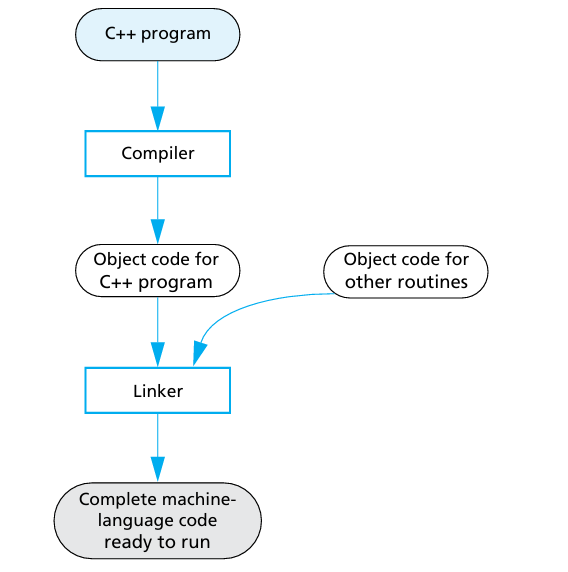 C++ program
Compiler
Object code for
C++ program
Object code for
other routines
Linker
Complete machine-
language code
ready to run